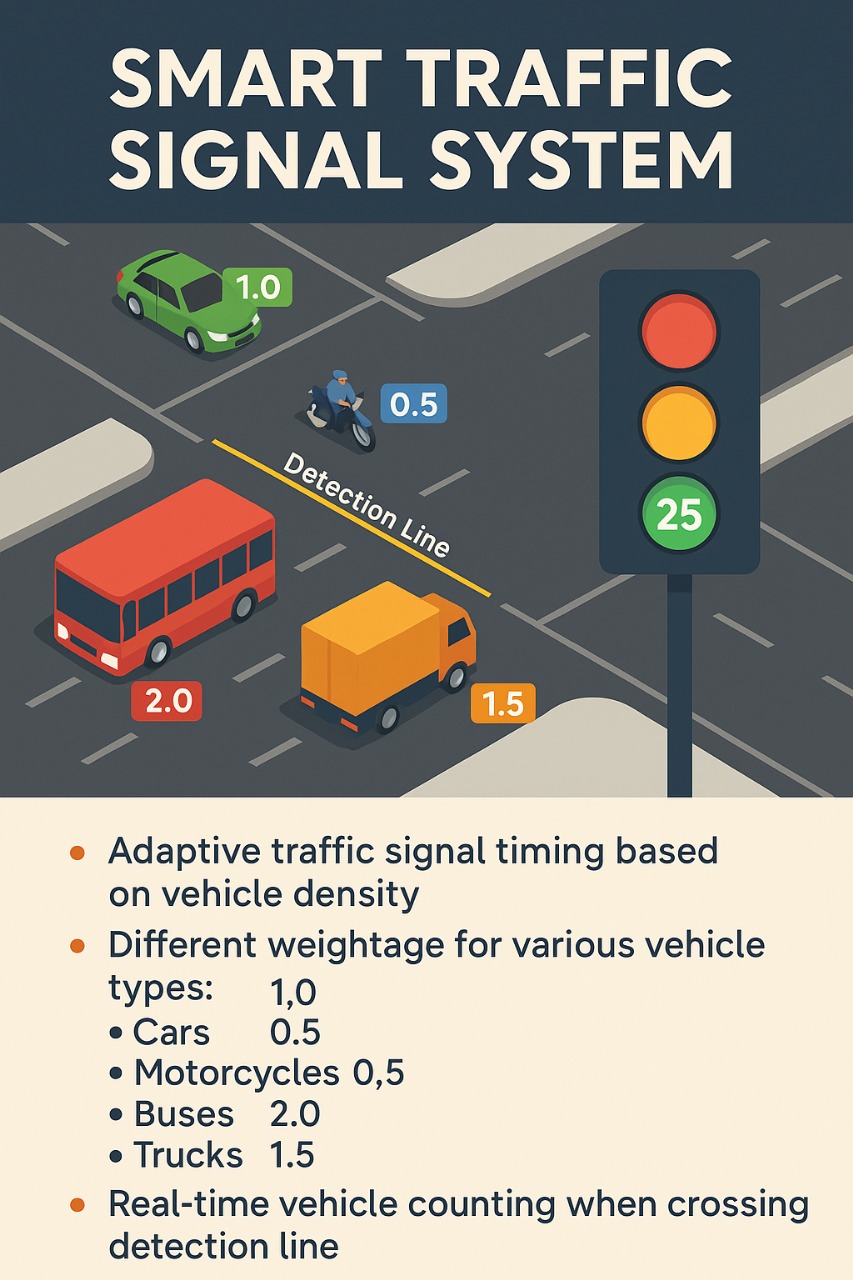 SMART TRAFFIC
SIGNAL SYSTEM
1.0
0.5
Detection Line
25
2.0
1.5
• Adaptive traffic signal timing based
on vehicle density
• Different weightage for various vehicle
types: 1,0
• Cars 0.5
• Motorcycles 0,5
• Buses 2.0
• Trucks 1.5
• Real-time vehicle counting when crossing
detection line